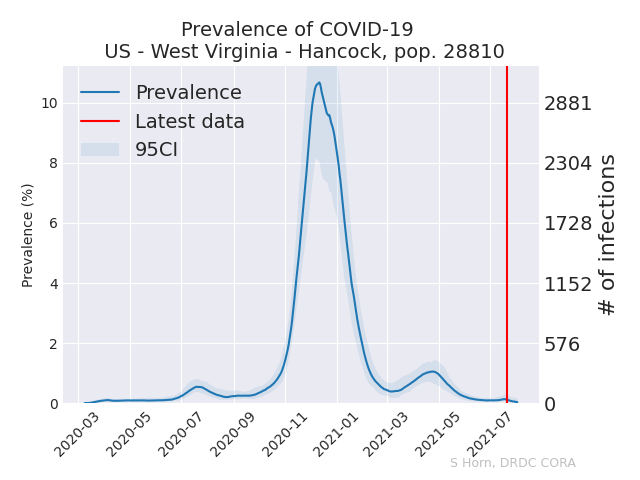 Prevalence of COVID-19
US - West Virginia - Hancock, pop. 28810
Prevalence
Latest data
95CI
Prevalence (%)
10
8
6
4
2
0
2881
2304
1728
1152
576
0
# of infections
2020-03
2020-05
2020-07
2020-09
2020-11
2021-01
2021-03
2021-05
2021-07
S Horn, DRDC CORA